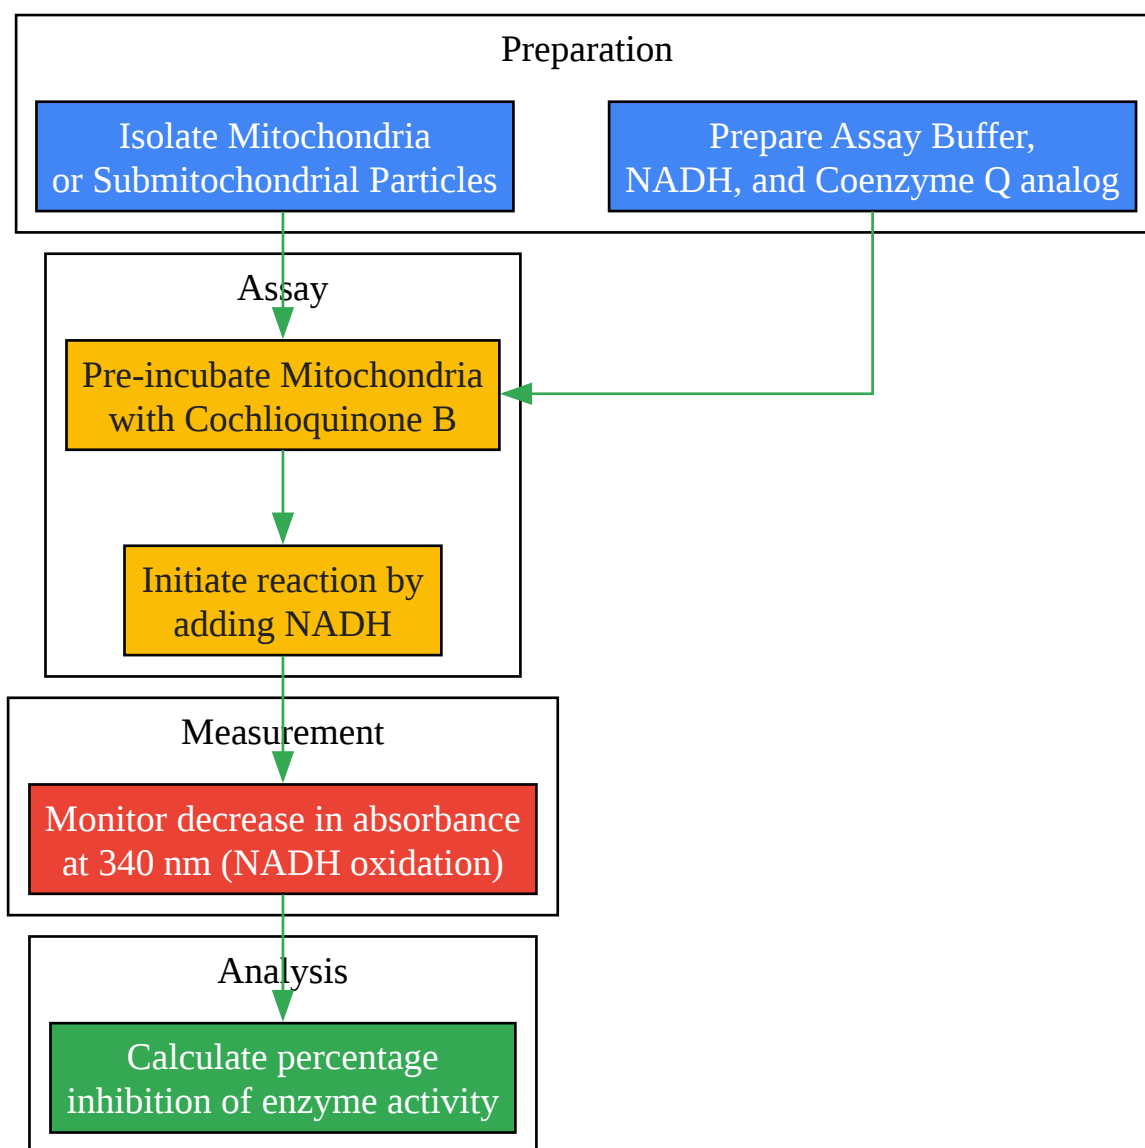 Preparation
Isolate Mitochondria
or Submitochondrial Particles
Prepare Assay Buffer,
NADH, and Coenzyme Q analog
Assay
Pre-incubate Mitochondria
with Cochlioquinone B
Initiate reaction by
adding NADH
Measurement
Monitor decrease in absorbance
at 340 nm (NADH oxidation)
Analysis
Calculate percentage
inhibition of enzyme activity